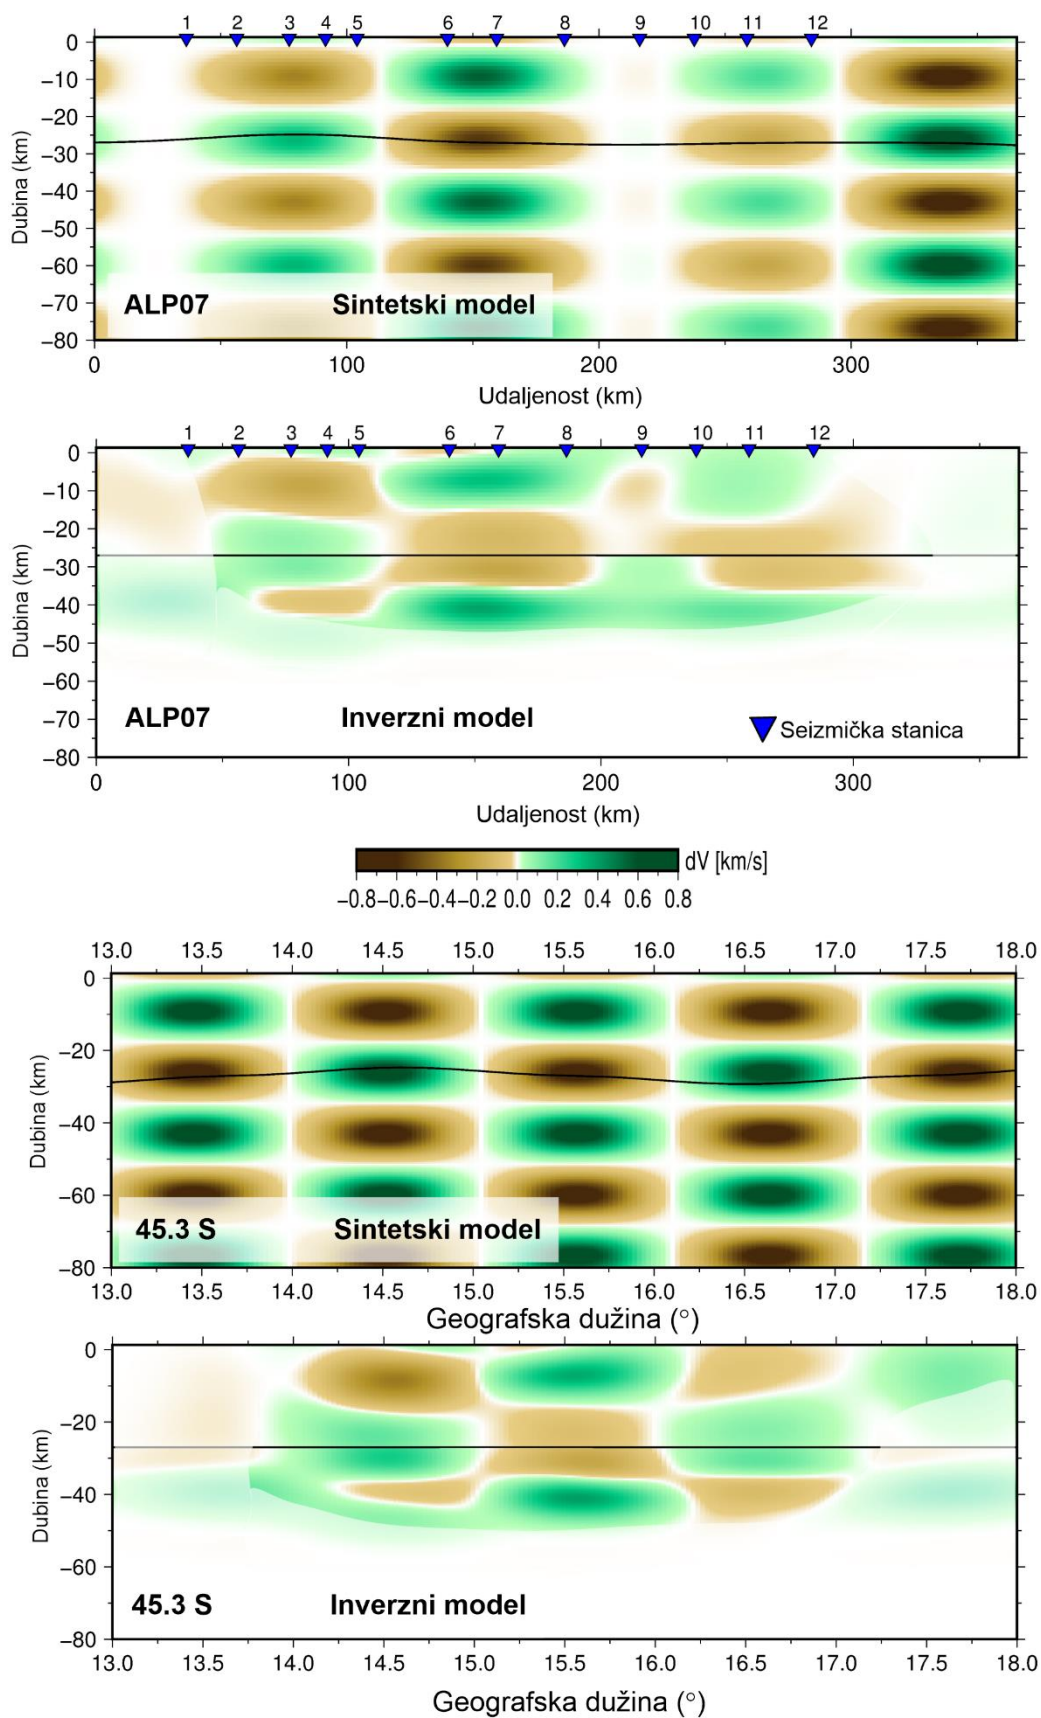 1 2 3 4 5 6 7 8 9 10 11 12
0
−10
−20
−30
−40
−50
−60
−70
−80
Dubina (km)
ALP07 Sintetski model
0 100 200 300
Udaljenost (km)
1 2 3 4 5 6 7 8 9 10 11 12
0
−10
−20
−30
−40
−50
−60
−70
−80
Dubina (km)
ALP07 Inverzni model
Seizmička stanica
0 100 200 300
Udaljenost (km)
dV [km/s]
−0.8 −0.6 −0.4 −0.2 0.0 0.2 0.4 0.6 0.8
13.0 13.5 14.0 14.5 15.0 15.5 16.0 16.5 17.0 17.5 18.0
0
−20
−40
−60
−80
Dubina (km)
45.3 S Sintetski model
13.0 13.5 14.0 14.5 15.0 15.5 16.0 16.5 17.0 17.5 18.0
Geografska dužina (°)
0
−20
−40
−60
−80
Dubina (km)
45.3 S Inverzni model
13.0 13.5 14.0 14.5 15.0 15.5 16.0 16.5 17.0 17.5 18.0
Geografska dužina (°)